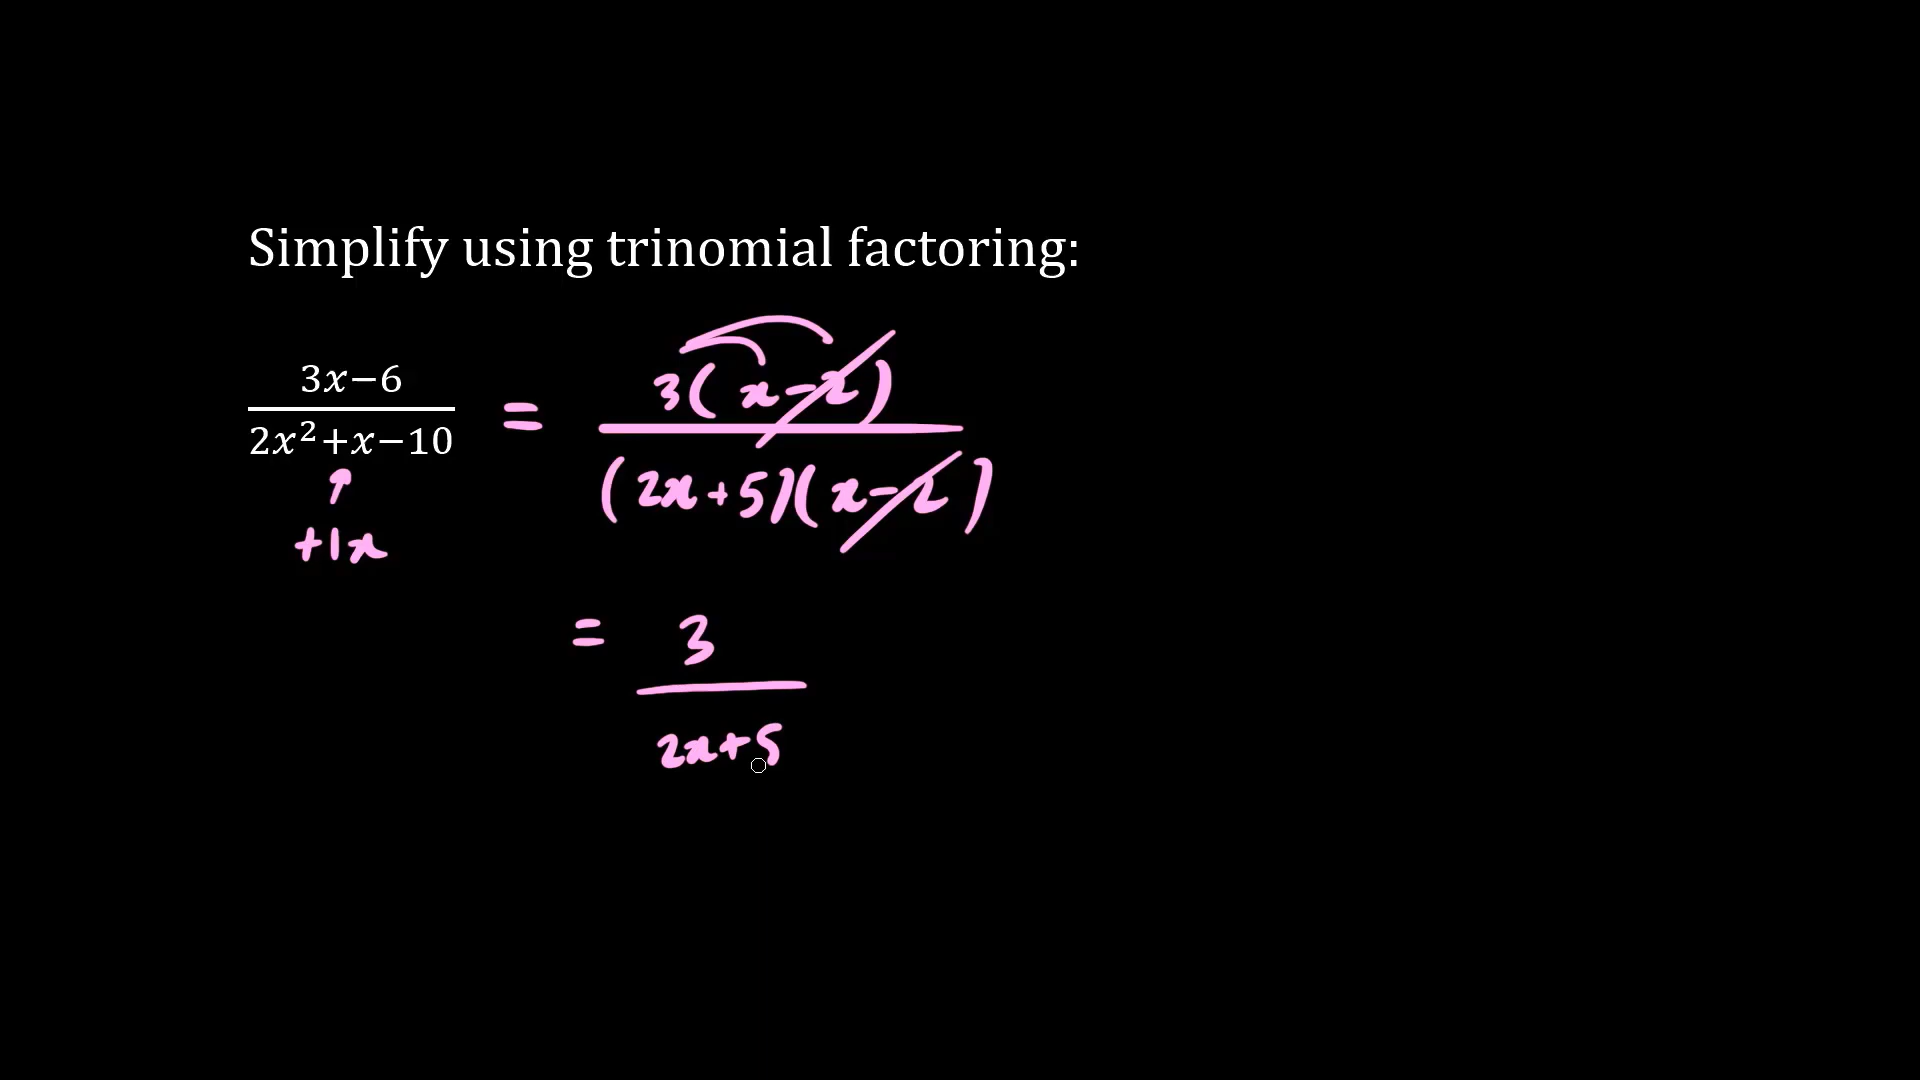 Simplify using trinomial factoring:
3x−6 = 3(x−2)
2x²+x−10 (2x+5)(x−2)
+1x
= 3
2x+5